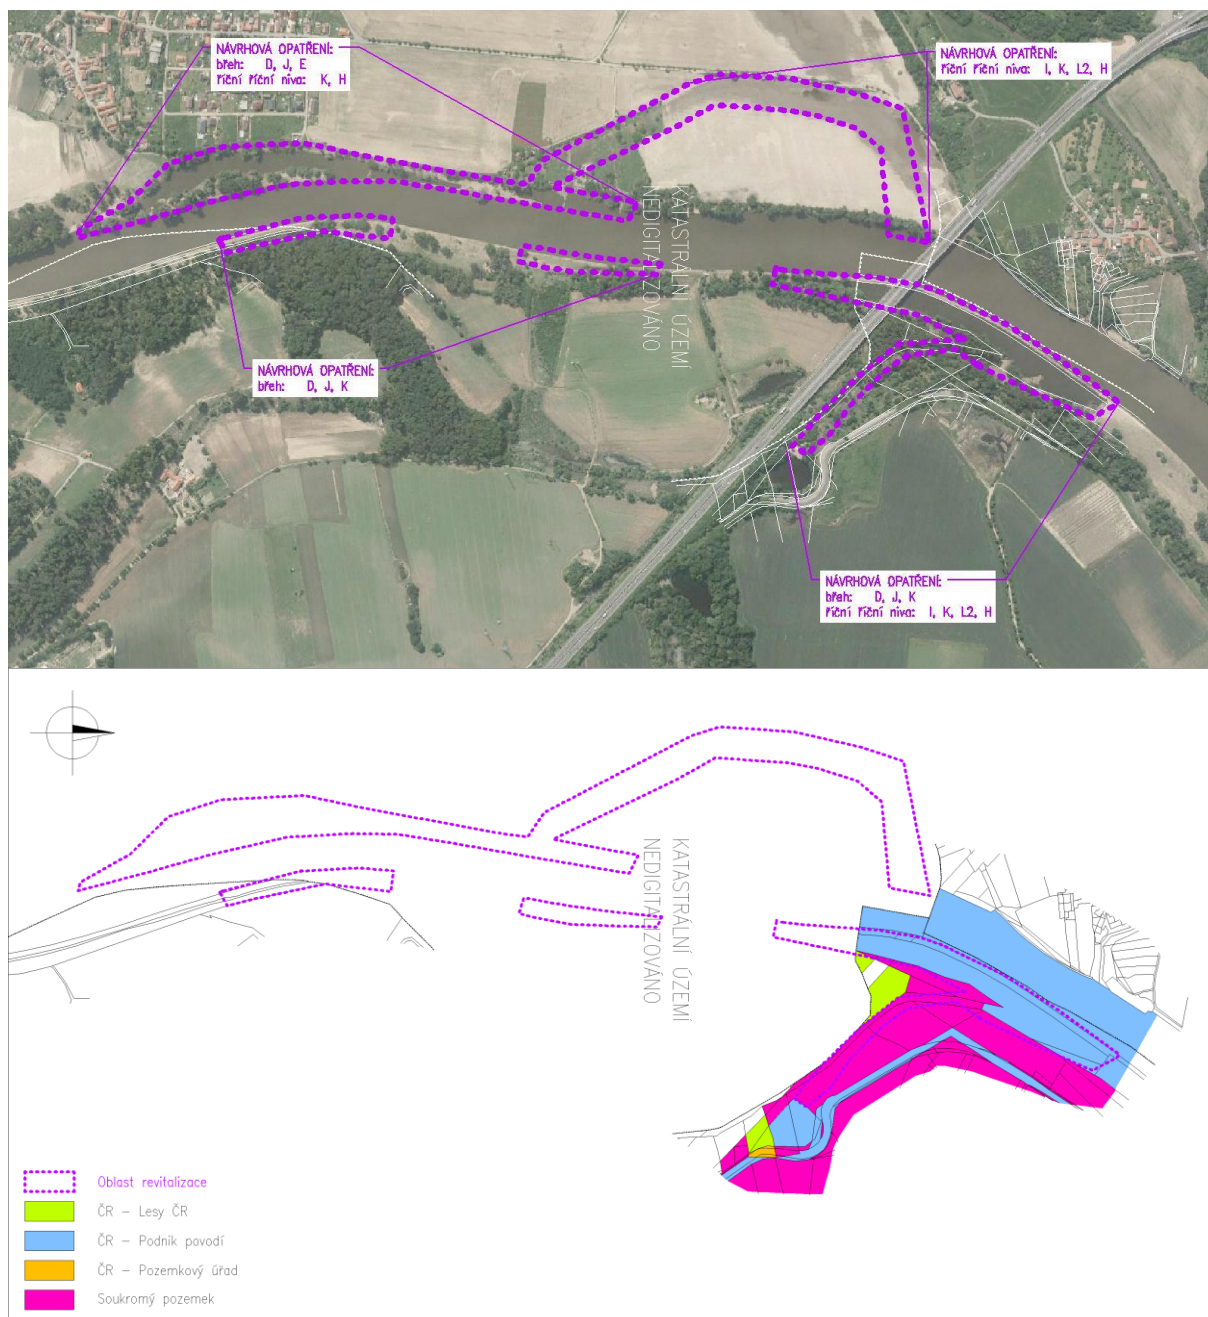 NÁVRHOVÁ OPATŘENÍ:
břeh: D, J, E
říční říční niva: K, H
NÁVRHOVÁ OPATŘENÍ:
říční říční niva: I, K, L2, H
KATASTRÁLNÍ ÚZEMÍ
NEDIGITALIZOVÁNO
NÁVRHOVÁ OPATŘENÍ:
břeh: D, J, K
NÁVRHOVÁ OPATŘENÍ:
břeh: D, J, K
říční říční niva: I, K, L2, H
KATASTRÁLNÍ ÚZEMÍ
NEDIGITALIZOVÁNO
Oblast revitalizace
ČR – Lesy ČR
ČR – Podnik povodí
ČR – Pozemkový úřad
Soukromý pozemek